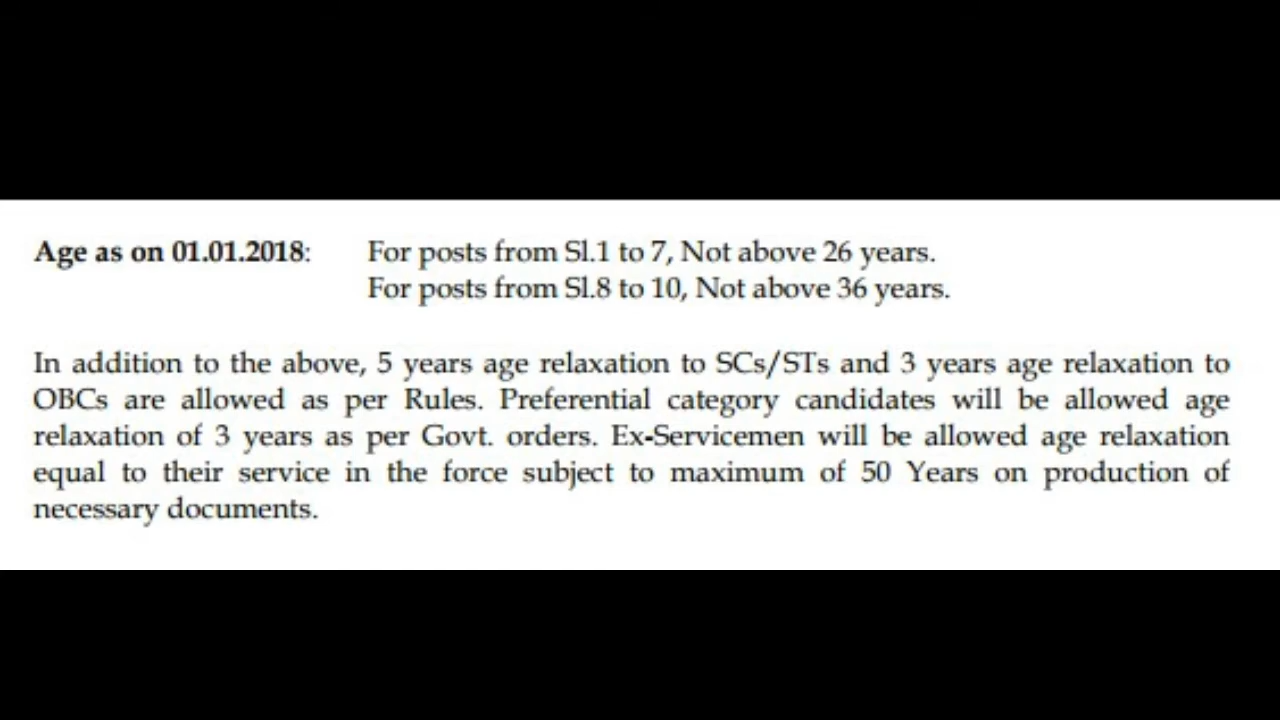 Age as on 01.01.2018: For posts from Sl.1 to 7, Not above 26 years.
For posts from Sl.8 to 10, Not above 36 years.
In addition to the above, 5 years age relaxation to SCs/STs and 3 years age relaxation to
OBCs are allowed as per Rules. Preferential category candidates will be allowed age
relaxation of 3 years as per Govt. orders. Ex-Servicemen will be allowed age relaxation
equal to their service in the force subject to maximum of 50 Years on production of
necessary documents.